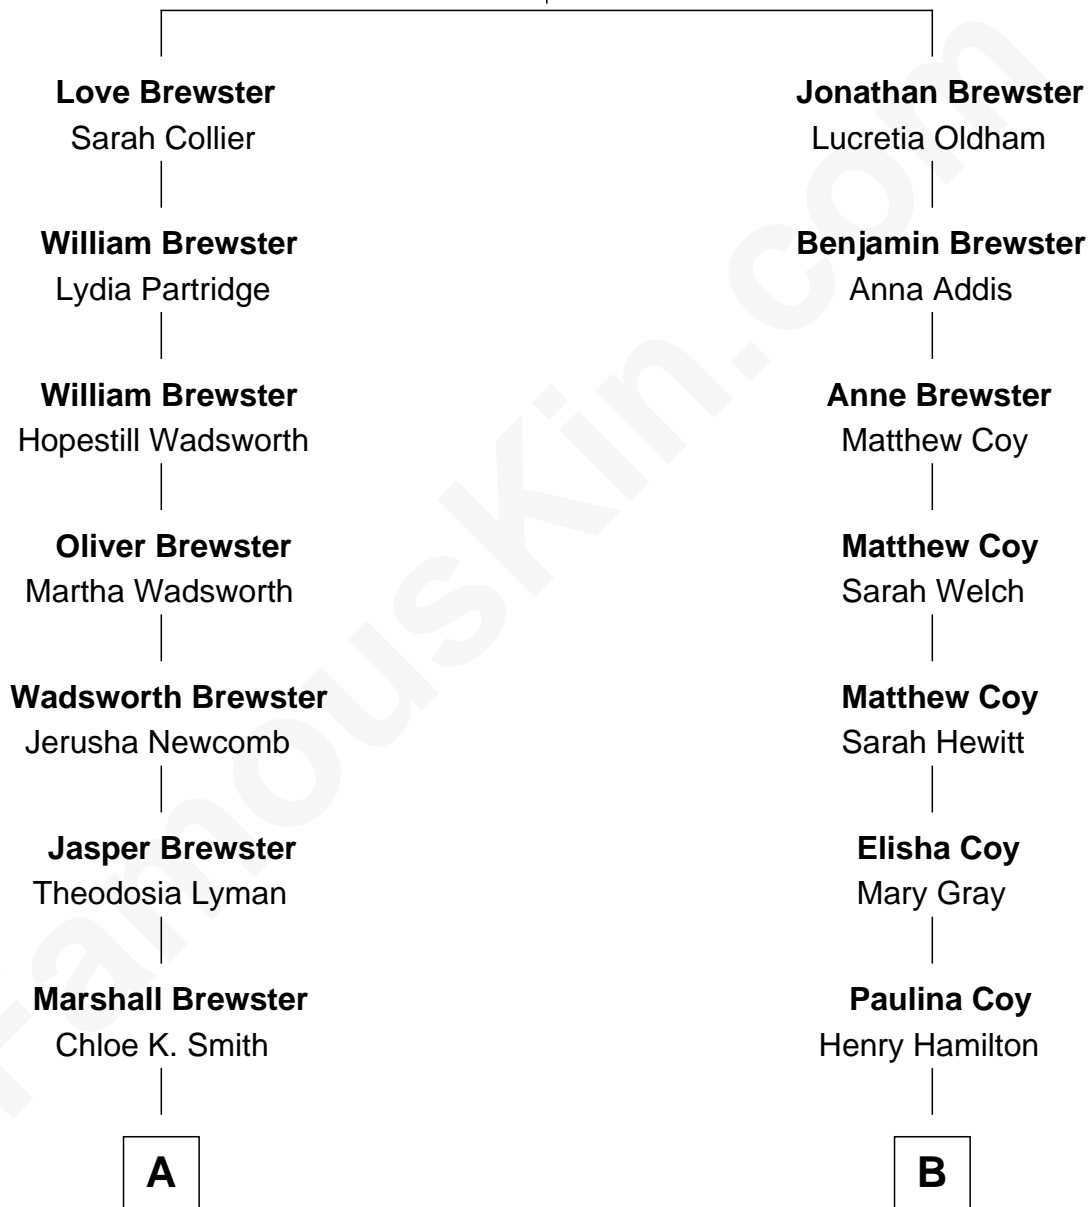 Love Brewster
Sarah Collier
William Brewster
Lydia Partridge
William Brewster
Hopestill Wadsworth
Oliver Brewster
Martha Wadsworth
Wadsworth Brewster
Jerusha Newcomb
Jasper Brewster
Theodosia Lyman
Marshall Brewster
Chloe K. Smith
A
Jonathan Brewster
Lucretia Oldham
Benjamin Brewster
Anna Addis
Anne Brewster
Matthew Coy
Matthew Coy
Sarah Welch
Matthew Coy
Sarah Hewitt
Elisha Coy
Mary Gray
Paulina Coy
Henry Hamilton
B
FamousKin.com